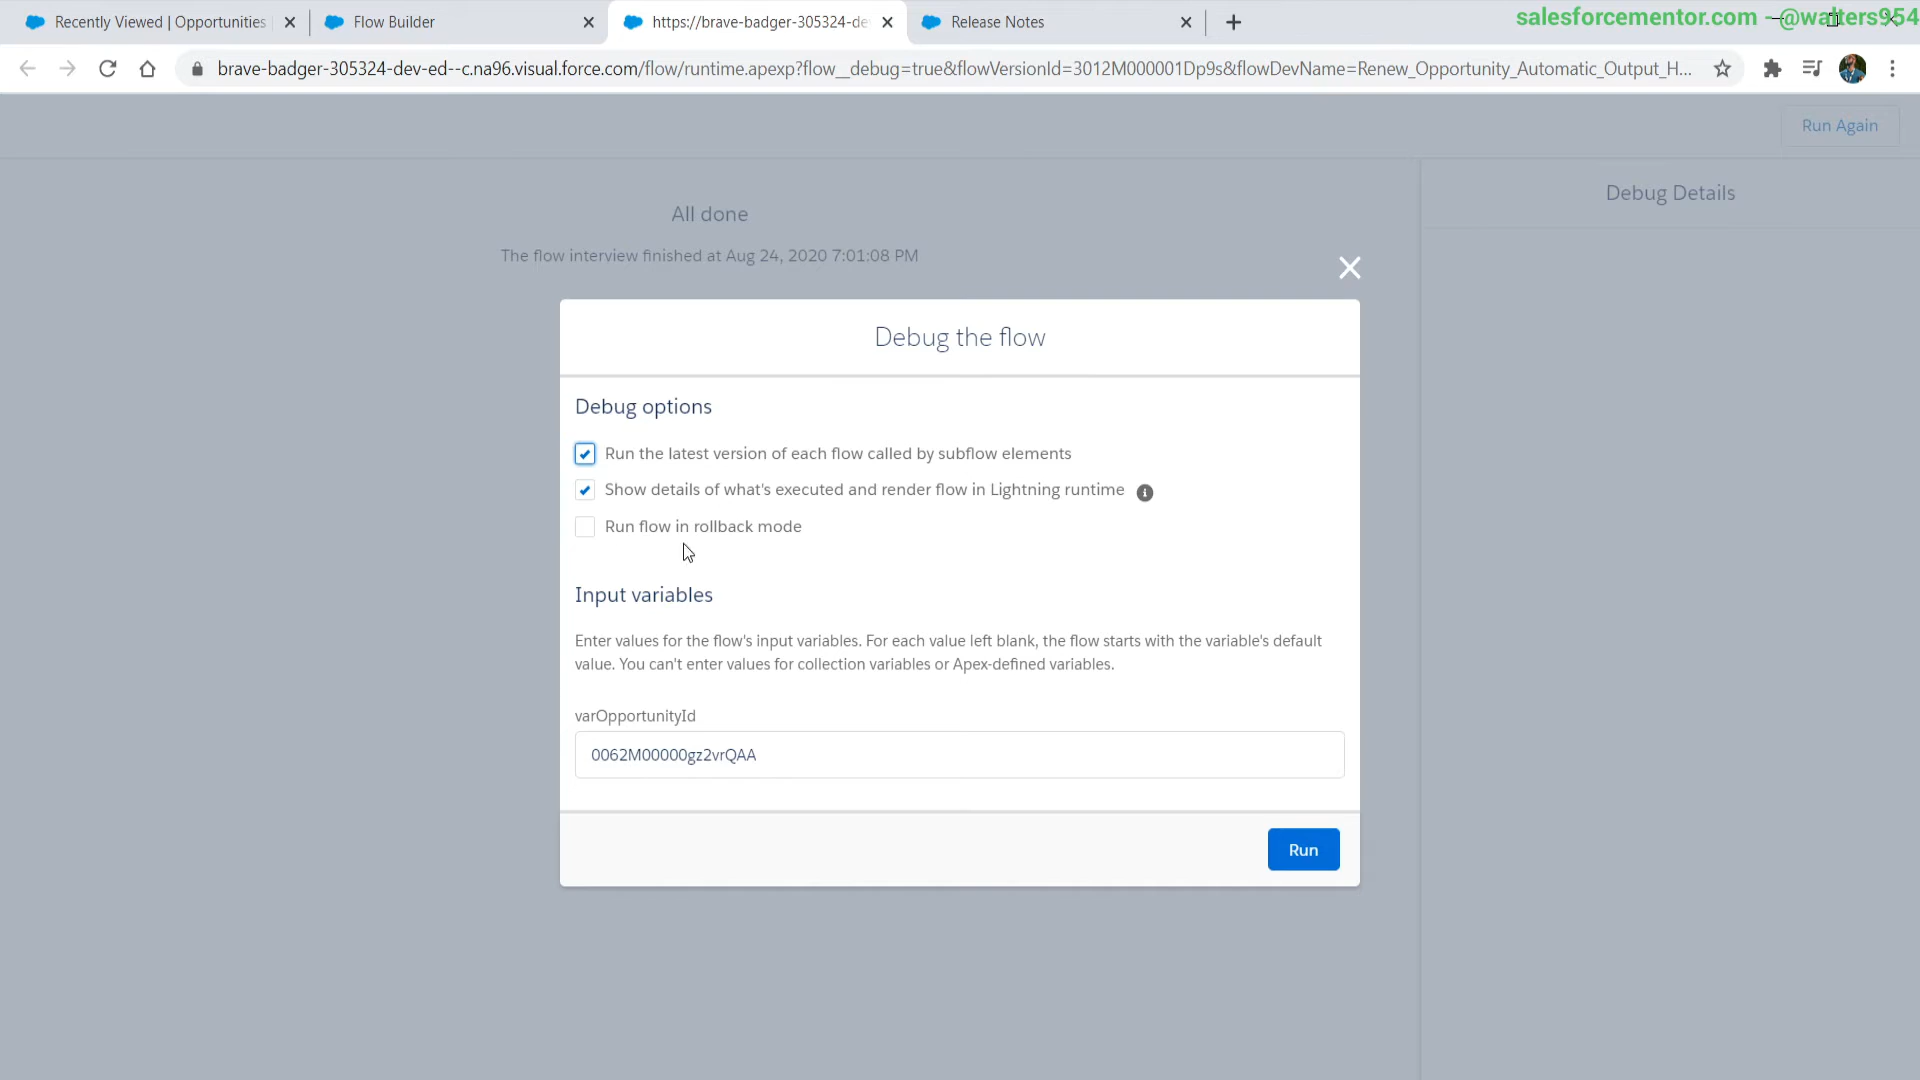 Recently Viewed | Opportunities
Flow Builder
https://brave-badger-305324-de
Release Notes
salesforcementor.com - @walters954
brave-badger-305324-dev-ed--c.na96.visual.force.com/flow/runtime.apexp?flow__debug=true&flowVersionId=3012M000001Dp9s&flowDevName=Renew_Opportunity_Automatic_Output_H...
Run Again
All done
Debug Details
The flow interview finished at Aug 24, 2020 7:01:08 PM
Debug the flow
Debug options
Run the latest version of each flow called by subflow elements
Show details of what's executed and render flow in Lightning runtime
Run flow in rollback mode
Input variables
Enter values for the flow's input variables. For each value left blank, the flow starts with the variable's default
value. You can't enter values for collection variables or Apex-defined variables.
varOpportunityId
0062M00000gz2vrQAA
Run